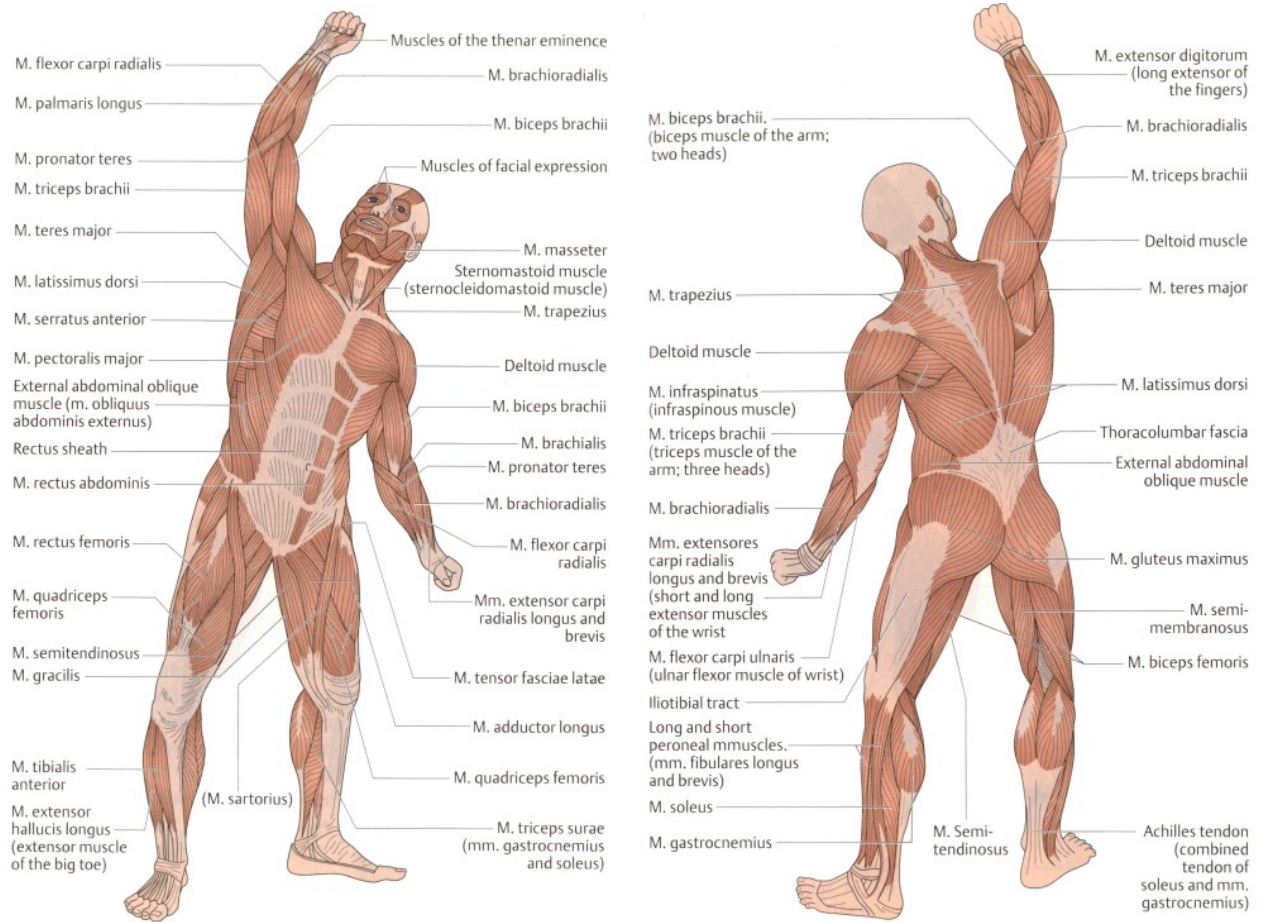 Muscles of the thenar eminence
M. flexor carpi radialis
M. brachioradialis
M. palmaris longus
M. biceps brachii
M. pronator teres
Muscles of facial expression
M. triceps brachii
M. teres major
M. masseter
Sternomastoid muscle
(sternocleidomastoid muscle)
M. latissimus dorsi
M. trapezius
M. serratus anterior
M. pectoralis major
Deltoid muscle
External abdominal oblique
muscle (m. obliquus
abdominis externus)
M. biceps brachii
Rectus sheath
M. brachialis
M. pronator teres
M. rectus abdominis
M. brachioradialis
M. rectus femoris
M. flexor carpi
radialis
M. quadriceps
femoris
Mm. extensor carpi
radialis longus and
brevis
M. semitendinosus
M. gracilis
M. tensor fasciae latae
M. adductor longus
M. tibialis
anterior
M. quadriceps femoris
(M. sartorius)
M. extensor
hallucis longus
(extensor muscle
of the big toe)
M. triceps surae
(mm. gastrocnemius
and soleus)
M. extensor digitorum
(long extensor of
the fingers)
M. biceps brachii.
(biceps muscle of the arm;
two heads)
M. brachioradialis
M. triceps brachii
Deltoid muscle
M. trapezius
M. teres major
Deltoid muscle
M. infraspinatus
(infraspinous muscle)
M. latissimus dorsi
M. triceps brachii
(triceps muscle of the
arm; three heads)
Thoracolumbar fascia
External abdominal
oblique muscle
M. brachioradialis
Mm. extensores
carpi radialis
longus and brevis
(short and long
extensor muscles
of the wrist
M. gluteus maximus
M. semi-
membranosus
M. flexor carpi ulnaris
(ulnar flexor muscle of wrist)
M. biceps femoris
Iliotibial tract
Long and short
peroneal mmuscles.
(mm. fibulares longus
and brevis)
M. soleus
M. gastrocnemius
M. Semi-
tendinosus
Achilles tendon
(combined
tendon of
soleus and mm.
gastrocnemius)